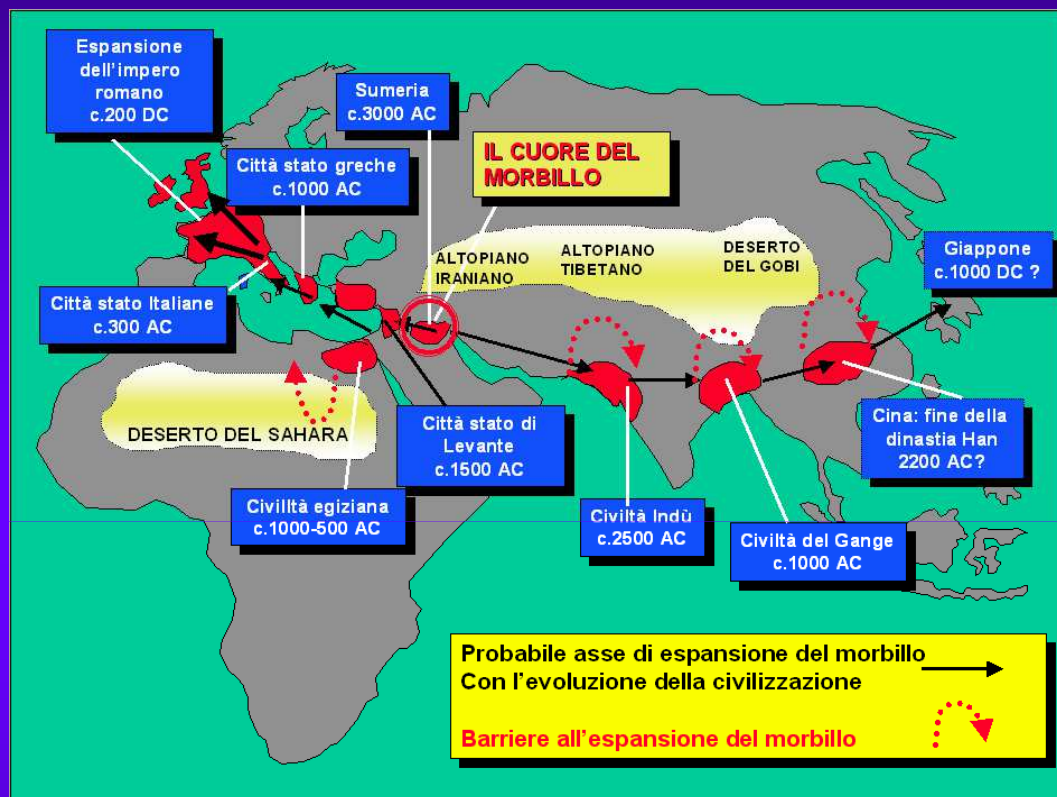 Espansione
dell'impero
romano
c.200 DC
Sumeria
c.3000 AC
IL CUORE DEL
MORBILLO
Città stato greche
c.1000 AC
ALTOPIANO
IRANIANO
ALTOPIANO
TIBETANO
DESERTO
DEL GOBI
Giappone
c.1000 DC ?
Città stato Italiane
c.300 AC
DESERTO DEL SAHARA
Città stato di
Levante
c.1500 AC
Cina: fine della
dinastia Han
2200 AC?
Civilltà egiziana
c.1000-500 AC
Civiltà Indù
c.2500 AC
Civiltà del Gange
c.1000 AC
Probabile asse di espansione del morbillo
Con l'evoluzione della civilizzazione
Barriere all'espansione del morbillo